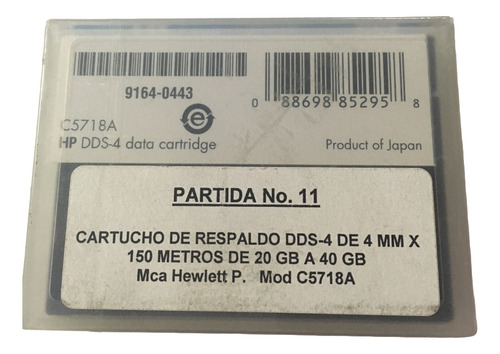 9164-0443
0 88698 85295 8
C5718A
HP DDS-4 data cartridge
Product of Japan
PARTIDA No. 11
CARTUCHO DE RESPALDO DDS-4 DE 4 MM X
150 METROS DE 20 GB A 40 GB
Mca Hewlett P. Mod C5718A